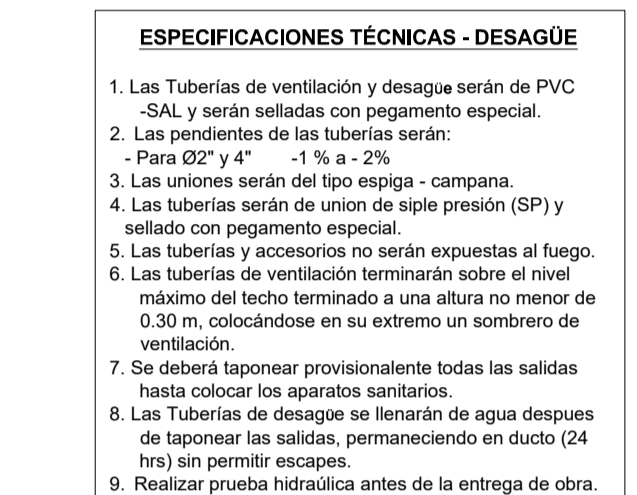 ESPECIFICACIONES TÉCNICAS - DESAGÜE
1. Las Tuberías de ventilación y desagüe serán de PVC
-SAL y serán selladas con pegamento especial.
2. Las pendientes de las tuberías serán:
- Para Ø2" y 4" -1 % a - 2%
3. Las uniones serán del tipo espiga - campana.
4. Las tuberías serán de union de siple presión (SP) y
sellado con pegamento especial.
5. Las tuberías y accesorios no serán expuestas al fuego.
6. Las tuberías de ventilación terminarán sobre el nivel
máximo del techo terminado a una altura no menor de
0.30 m, colocándose en su extremo un sombrero de
ventilación.
7. Se deberá taponear provisionalente todas las salidas
hasta colocar los aparatos sanitarios.
8. Las Tuberías de desagüe se llenarán de agua despues
de taponear las salidas, permaneciendo en ducto (24
hrs) sin permitir escapes.
9. Realizar prueba hidraúlica antes de la entrega de obra.